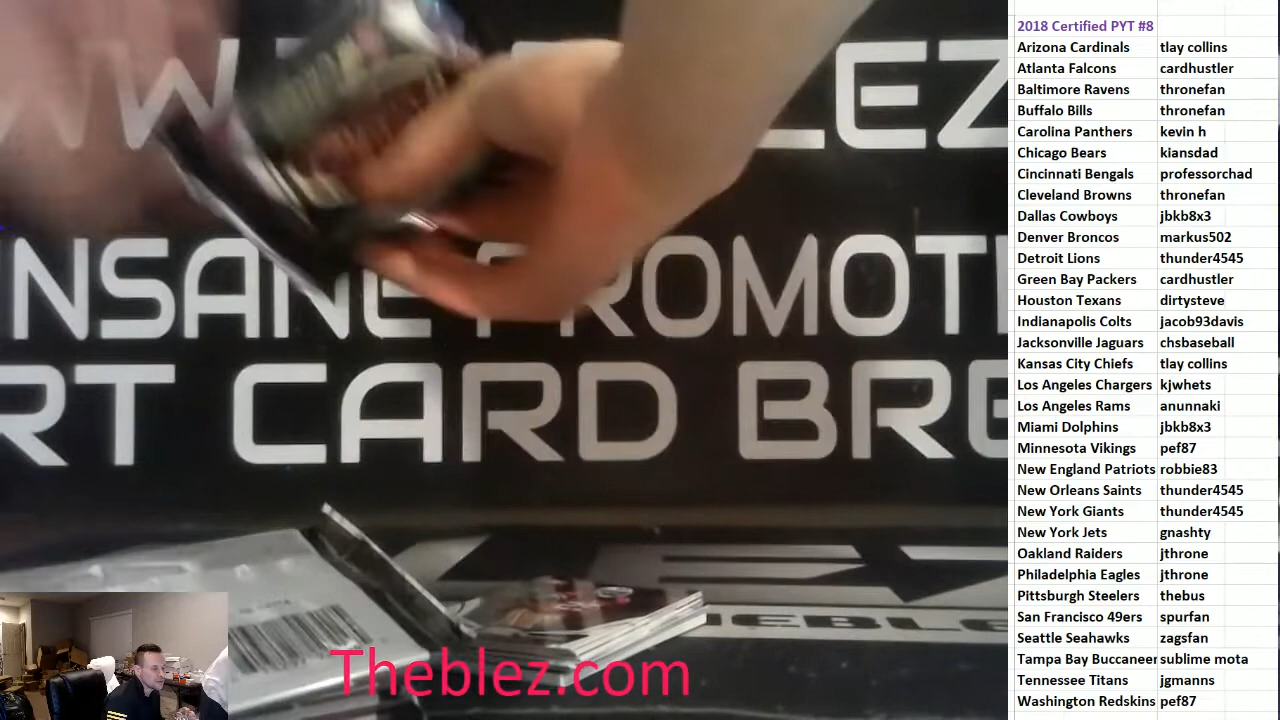 LEZ
INSANE PROMOTI
RT CARD BRE
Theblez.com
2018 Certified PYT #8
Arizona Cardinals tlay collins
Atlanta Falcons cardhustler
Baltimore Ravens thronefan
Buffalo Bills thronefan
Carolina Panthers kevin h
Chicago Bears kiansdad
Cincinnati Bengals professorchad
Cleveland Browns thronefan
Dallas Cowboys jbkb8x3
Denver Broncos markus502
Detroit Lions thunder4545
Green Bay Packers cardhustler
Houston Texans dirtysteve
Indianapolis Colts jacob93davis
Jacksonville Jaguars chsbaseball
Kansas City Chiefs tlay collins
Los Angeles Chargers kjwhets
Los Angeles Rams anunnaki
Miami Dolphins jbkb8x3
Minnesota Vikings pef87
New England Patriots robbie83
New Orleans Saints thunder4545
New York Giants thunder4545
New York Jets gnashty
Oakland Raiders jthrone
Philadelphia Eagles jthrone
Pittsburgh Steelers thebus
San Francisco 49ers spurfan
Seattle Seahawks zagsfan
Tampa Bay Buccaneer sublime mota
Tennessee Titans jgmanns
Washington Redskins pef87